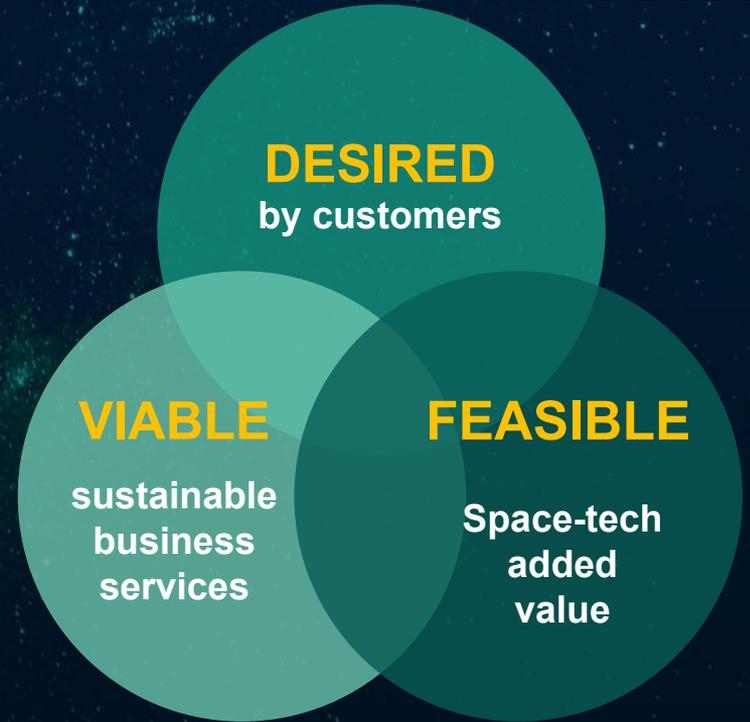 DESIRED
by customers
VIABLE
sustainable
business
services
FEASIBLE
Space-tech
added
value